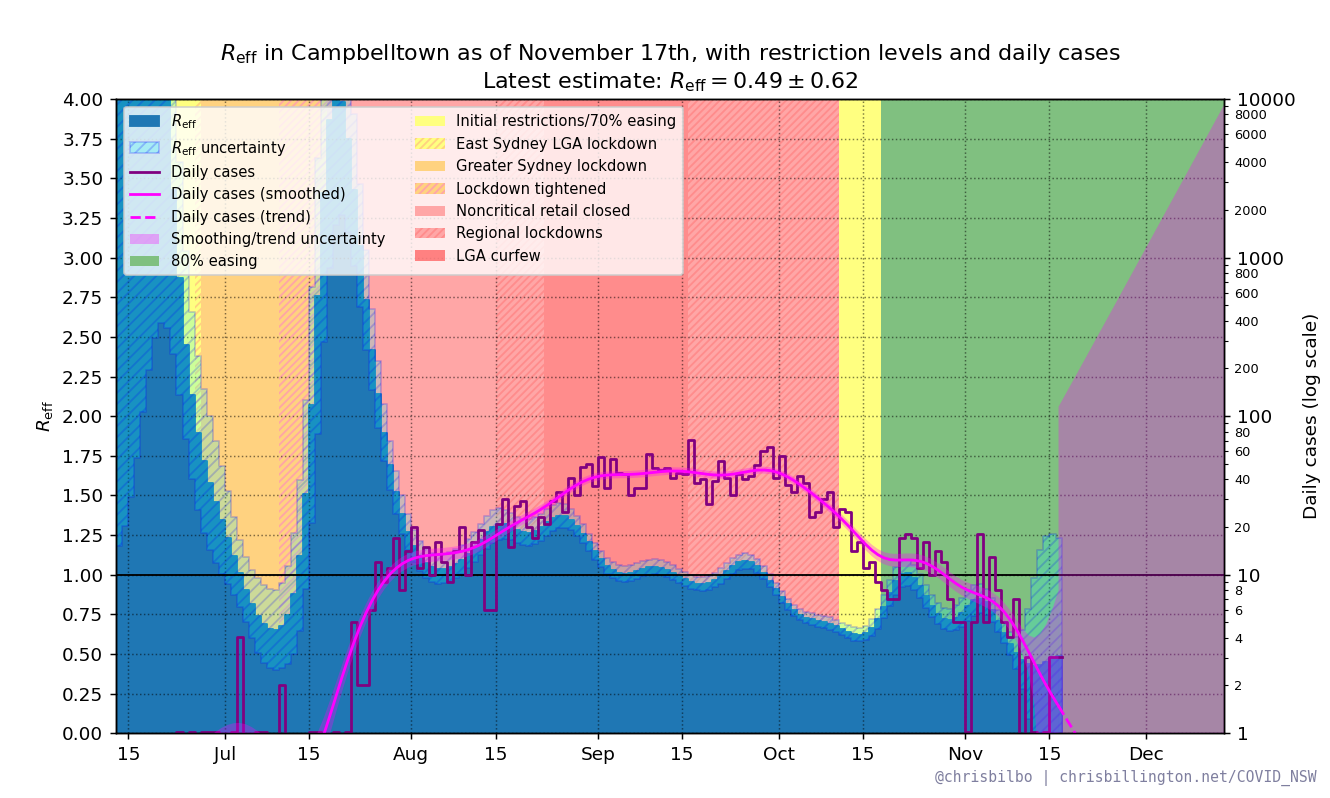 R_eff in Campbelltown as of November 17th, with restriction levels and daily cases
Latest estimate: R_eff = 0.49 ± 0.62
R_eff
R_eff uncertainty
Daily cases
Daily cases (smoothed)
Daily cases (trend)
Smoothing/trend uncertainty
80% easing
Initial restrictions/70% easing
East Sydney LGA lockdown
Greater Sydney lockdown
Lockdown tightened
Noncritical retail closed
Regional lockdowns
LGA curfew
R_eff
4.00
3.75
3.50
3.25
3.00
2.75
2.50
2.25
2.00
1.75
1.50
1.25
1.00
0.75
0.50
0.25
0.00
15
Jul
15
Aug
15
Sep
15
Oct
15
Nov
15
Dec
10000
8000
6000
4000
2000
1000
800
600
400
200
100
80
60
40
20
10
8
6
4
2
1
Daily cases (log scale)
@chrisbilbo | chrisbillington.net/COVID_NSW